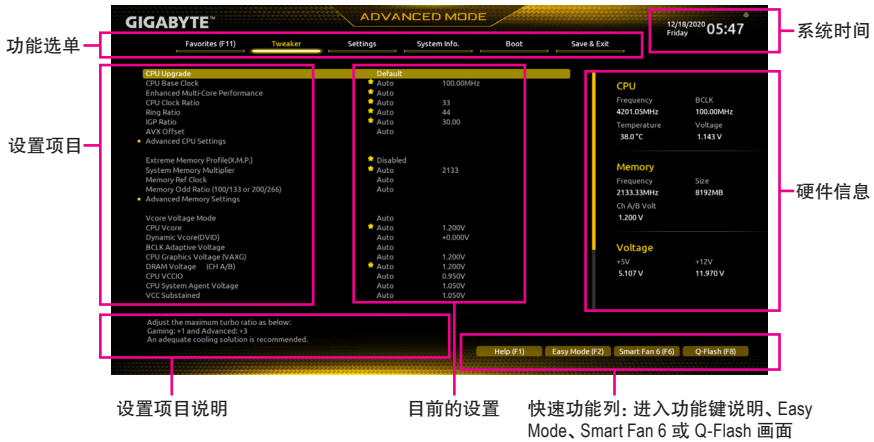 GIGABYTE™
ADVANCED MODE
12/18/2020
Friday
05:47
系统时间
功能选单
Favorites (F11) Tweaker Settings System Info. Boot Save & Exit
设置项目
CPU Upgrade Default
CPU Base Clock Auto 100.00MHz
Enhanced Multi-Core Performance Auto
CPU Clock Ratio Auto 33
Ring Ratio Auto 44
IGP Ratio Auto 30.00
AVX Offset Auto
Advanced CPU Settings
Extreme Memory Profile(X.M.P.) Disabled
System Memory Multiplier Auto 2133
Memory Ref Clock Auto
Memory Odd Ratio (100/133 or 200/266) Auto
Advanced Memory Settings
Vcore Voltage Mode Auto
CPU Vcore Auto 1.200V
Dynamic Vcore(DVID) Auto +0.000V
BCLK Adaptive Voltage Auto
CPU Graphics Voltage (VAXG) Auto 1.200V
DRAM Voltage (CH A/B) Auto 1.200V
CPU VCCIO Auto 0.950V
CPU System Agent Voltage Auto 1.050V
VCC Substained Auto 1.050V
CPU
Frequency BCLK
4201.05MHz 100.00MHz
Temperature Voltage
38.0 °C 1.143 V
Memory
Frequency Size
2133.33MHz 8192MB
Ch A/B Volt
1.200 V
Voltage
+5V +12V
5.107 V 11.970 V
硬件信息
Adjust the maximum turbo ratio as below:
Gaming: +1 and Advanced: +3
An adequate cooling solution is recommended.
Help (F1) Easy Mode (F2) Smart Fan 6 (F6) Q-Flash (F8)
设置项目说明
目前的设置
快速功能列: 进入功能键说明、Easy
Mode、Smart Fan 6 或 Q-Flash 画面